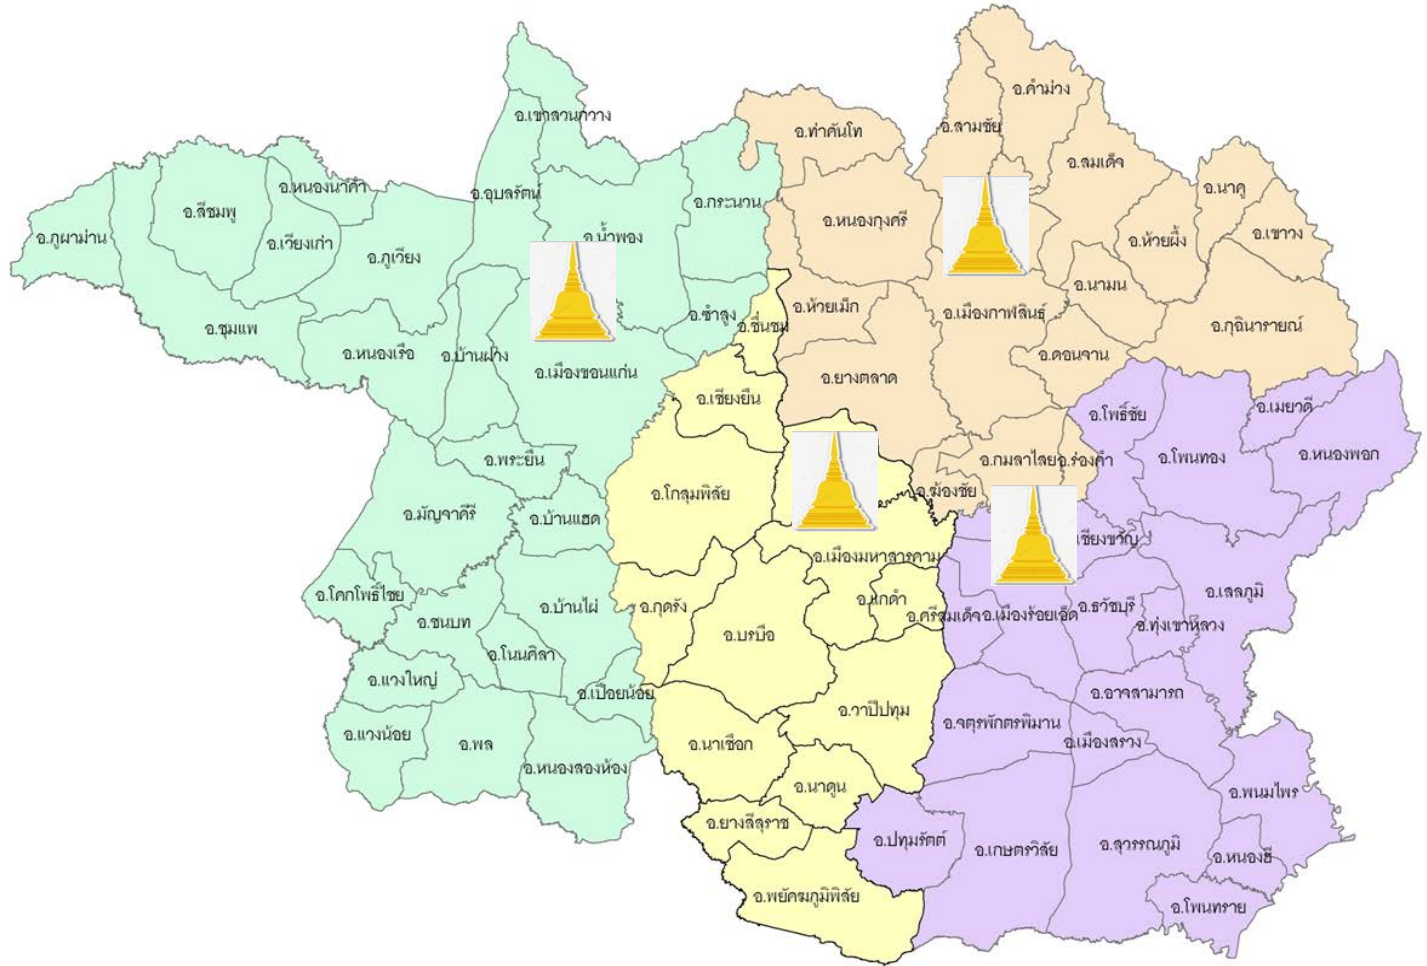 อ.คำม่วง
อ.เขาสวนกวาง
อ.สามชัย
อ.ท่าคันโท
อ.สมเด็จ
อ.หนองนาคำ
อ.อุบลรัตน์
อ.นาคู
อ.กระนวน
อ.สีชมพู
อ.หนองกุงศรี
อ.ภูผาม่าน
อ.เวียงเก่า
อ.น้ำพอง
อ.ห้วยผึ้ง
อ.เขาวง
อ.ภูเวียง
อ.นามน
อ.ห้วยเม็ก
อ.เมืองกาฬสินธุ์
อ.ซำสูง
อ.ชื่นชม
อ.ชุมแพ
อ.กุฉินารายณ์
อ.หนองเรือ
อ.บ้านฝาง
อ.ดอนจาน
อ.เมืองขอนแก่น
อ.ยางตลาด
อ.เชียงยืน
อ.โพธิ์ชัย
อ.เมยวดี
อ.พระยืน
อ.กมลาไสย
อ.ร่องคำ
อ.โพนทอง
อ.หนองพอก
อ.โกสุมพิสัย
อ.ฆ้องชัย
อ.มัญจาคีรี
อ.บ้านแฮด
เชียงขวัญ
อ.เมืองมหาสารคาม
อ.โคกโพธิ์ไชย
อ.บ้านไผ่
อ.กุดรัง
อ.แกดำ
อ.ศรีสมเด็จ
อ.เมืองร้อยเอ็ด
อ.ธวัชบุรี
อ.เสลภูมิ
อ.ชนบท
อ.บรบือ
อ.ทุ่งเขาหลวง
อ.โนนศิลา
อ.แวงใหญ่
อ.เปือยน้อย
อ.อาจสามารถ
อ.วาปีปทุม
อ.จตุรพักตรพิมาน
อ.แวงน้อย
อ.พล
อ.นาเชือก
อ.เมืองสรวง
อ.หนองสองห้อง
อ.นาดูน
อ.พนมไพร
อ.ยางสีสุราช
อ.ปทุมรัตต์
อ.เกษตรวิสัย
อ.สุวรรณภูมิ
อ.หนองฮี
อ.พยัคฆภูมิพิสัย
อ.โพนทราย